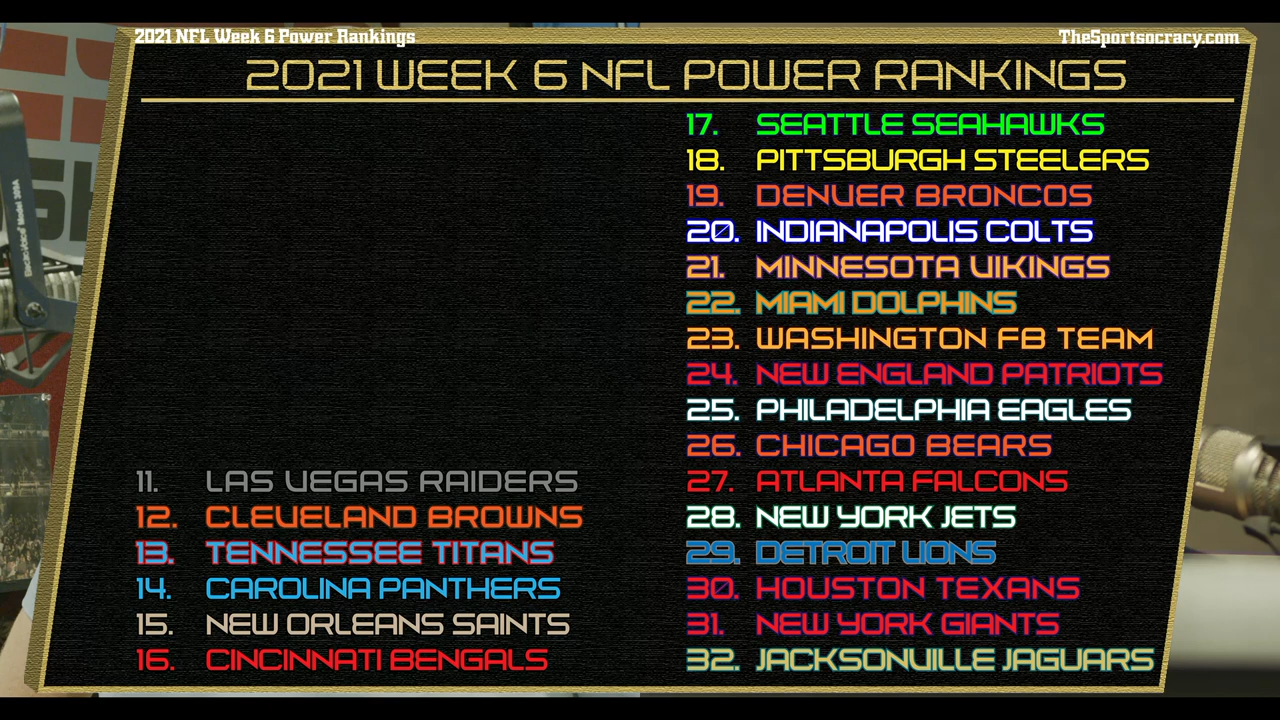 2021 NFL Week 6 Power Rankings
TheSportsocracy.com
2021 WEEK 6 NFL POWER RANKINGS
11. LAS VEGAS RAIDERS
12. CLEVELAND BROWNS
13. TENNESSEE TITANS
14. CAROLINA PANTHERS
15. NEW ORLEANS SAINTS
16. CINCINNATI BENGALS
17. SEATTLE SEAHAWKS
18. PITTSBURGH STEELERS
19. DENVER BRONCOS
20. INDIANAPOLIS COLTS
21. MINNESOTA VIKINGS
22. MIAMI DOLPHINS
23. WASHINGTON FB TEAM
24. NEW ENGLAND PATRIOTS
25. PHILADELPHIA EAGLES
26. CHICAGO BEARS
27. ATLANTA FALCONS
28. NEW YORK JETS
29. DETROIT LIONS
30. HOUSTON TEXANS
31. NEW YORK GIANTS
32. JACKSONVILLE JAGUARS